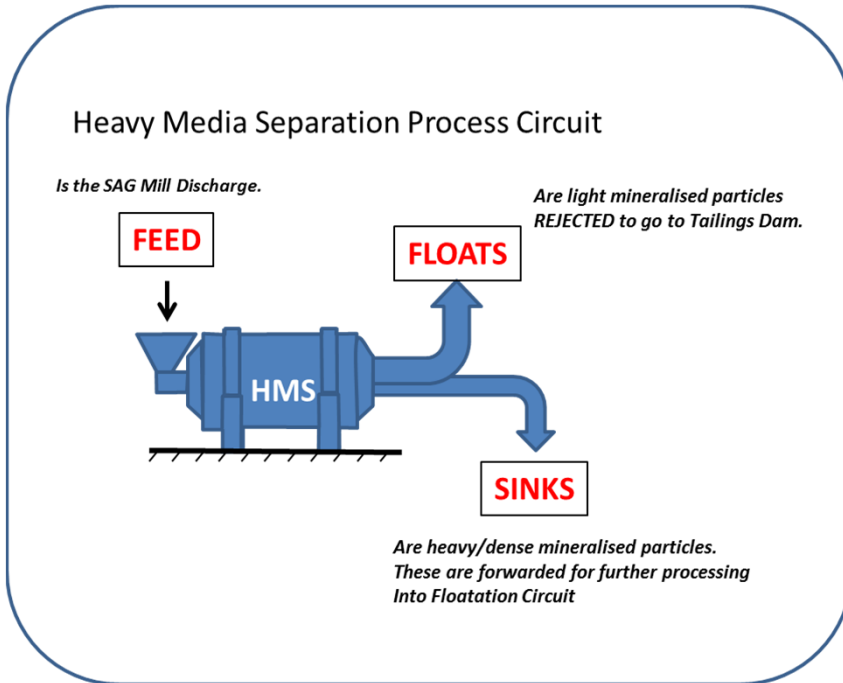 Heavy Media Separation Process Circuit
Is the SAG Mill Discharge.
FEED
Are light mineralised particles
REJECTED to go to Tailings Dam.
FLOATS
HMS
SINKS
Are heavy/dense mineralised particles.
These are forwarded for further processing
Into Floatation Circuit